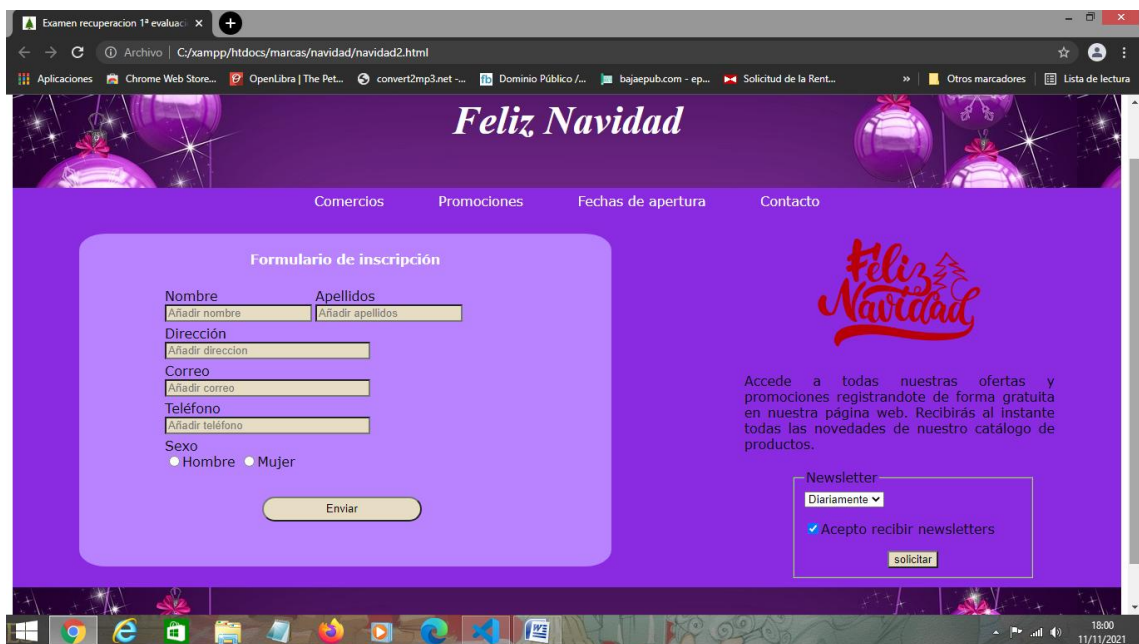 Examen recuperacion 1ª evaluaci
Archivo C:/xampp/htdocs/marcas/navidad/navidad2.html
Aplicaciones Chrome Web Store... OpenLibra | The Pet... convert2mp3.net -... Dominio Público /... bajaepub.com - ep... Solicitud de la Rent... » Otros marcadores Lista de lectura
Feliz Navidad
Comercios Promociones Fechas de apertura Contacto
Formulario de inscripción
Nombre Apellidos
Añadir nombre Añadir apellidos
Dirección
Añadir direccion
Correo
Añadir correo
Teléfono
Añadir teléfono
Sexo
Hombre Mujer
Enviar
Feliz
Navidad
Accede a todas nuestras ofertas y
promociones registrandote de forma gratuita
en nuestra página web. Recibirás al instante
todas las novedades de nuestro catálogo de
productos.
Newsletter
Diariamente
Acepto recibir newsletters
solicitar
18:00
11/11/2021